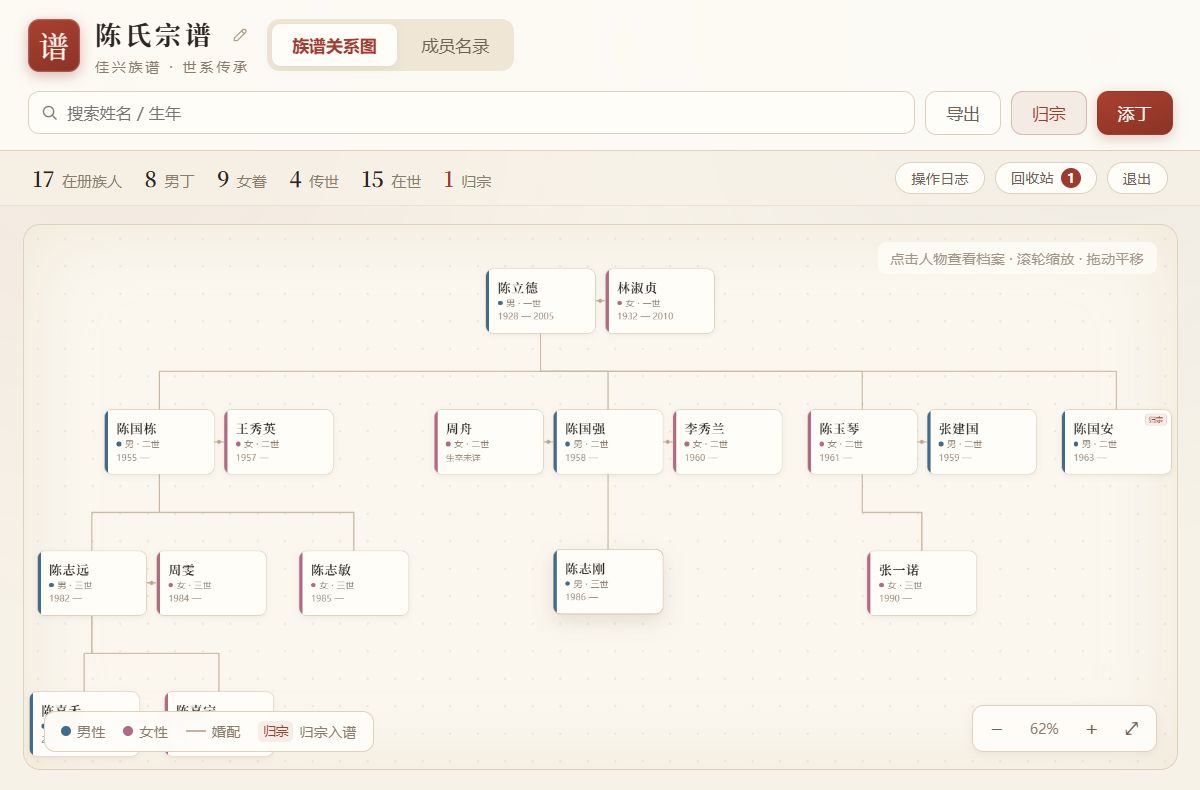 谱
陈氏宗谱
佳兴族谱 · 世系传承
族谱关系图
成员名录
搜索姓名 / 生年
导出
归宗
添丁
17 在册族人
8 男丁
9 女眷
4 传世
15 在世
1 归宗
操作日志
回收站 1
退出
点击人物查看档案 · 滚轮缩放 · 拖动平移
陈立德
男 · 一世
1928 — 2005
林淑贞
女 · 一世
1932 — 2010
陈国栋
男 · 二世
1955 —
王秀英
女 · 二世
1957 —
周舟
女 · 二世
生卒未详
陈国强
男 · 二世
1958 —
李秀兰
女 · 二世
1960 —
陈玉琴
女 · 二世
1961 —
张建国
男 · 二世
1959 —
陈国安
归宗
男 · 二世
1963 —
陈志远
男 · 三世
1982 —
周雯
女 · 三世
1984 —
陈志敏
女 · 三世
1985 —
陈志刚
男 · 三世
1986 —
张一诺
女 · 三世
1990 —
男性
女性
婚配
归宗 归宗入谱
− 62% +